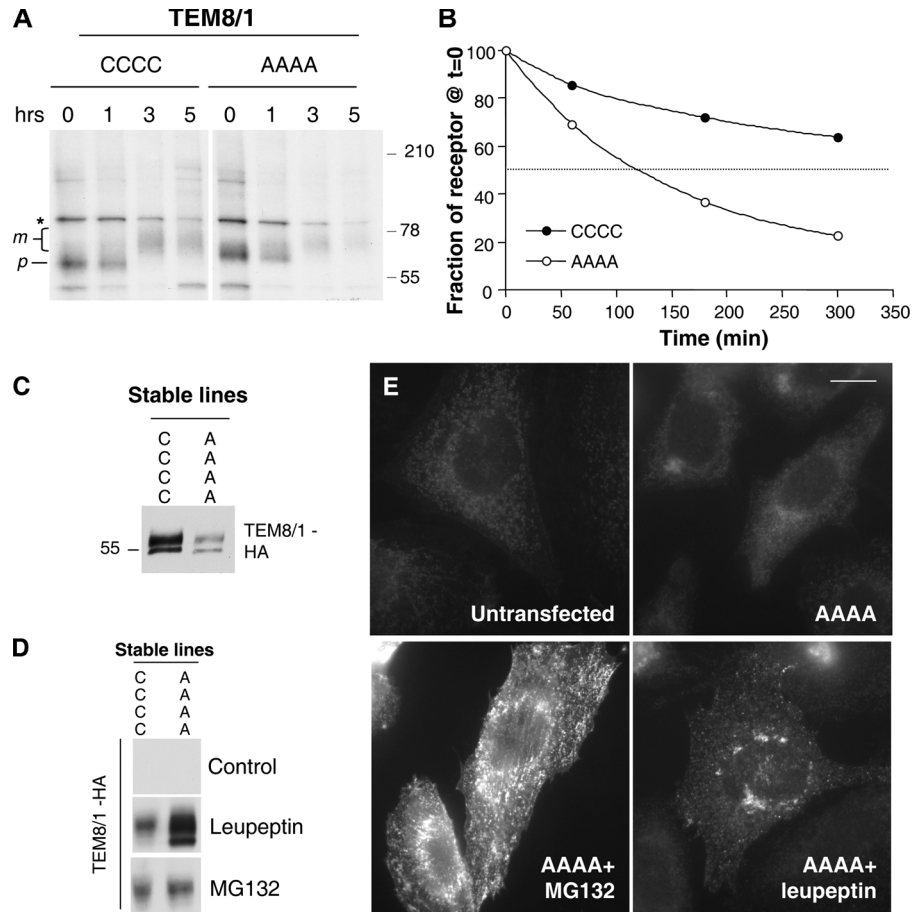 A
TEM8/1
CCCC AAAA
hrs 0 1 3 5 0 1 3 5
210
*
m
78
p
55
B
Fraction of receptor @ t=0
100
80
60
40
20
0
CCCC
AAAA
0 50 100 150 200 250 300 350
Time (min)
C
Stable lines
C A
C A
C A
C A
55
TEM8/1 -
HA
D
Stable lines
C A
C A
C A
C A
TEM8/1 -HA
Control
Leupeptin
MG132
E
Untransfected
AAAA
AAAA+
MG132
AAAA+
leupeptin